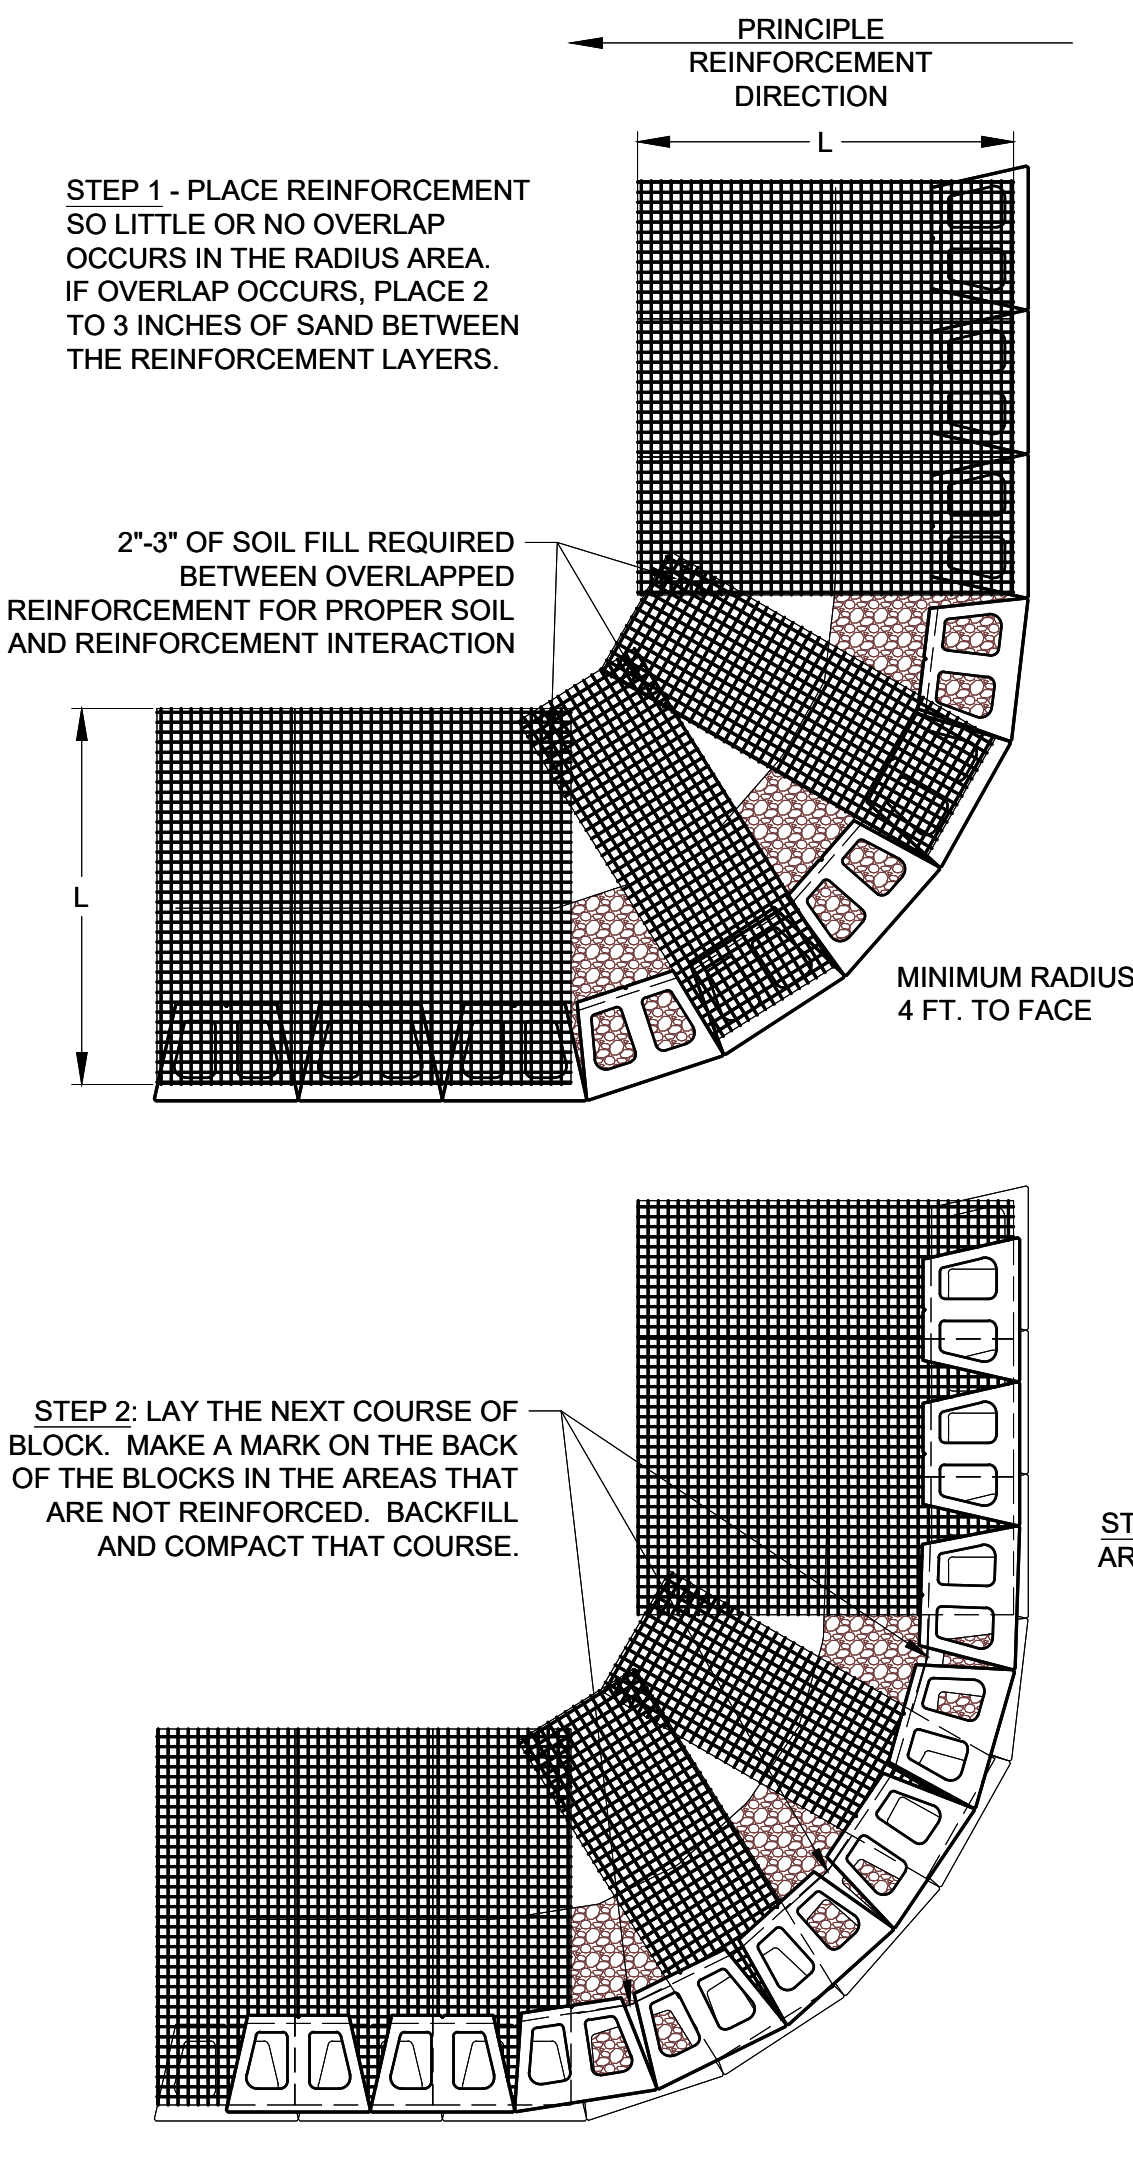 PRINCIPLE
REINFORCEMENT
DIRECTION
L
STEP 1 - PLACE REINFORCEMENT
SO LITTLE OR NO OVERLAP
OCCURS IN THE RADIUS AREA.
IF OVERLAP OCCURS, PLACE 2
TO 3 INCHES OF SAND BETWEEN
THE REINFORCEMENT LAYERS.
2"-3" OF SOIL FILL REQUIRED
BETWEEN OVERLAPPED
REINFORCEMENT FOR PROPER SOIL
AND REINFORCEMENT INTERACTION
L
MINIMUM RADIUS
4 FT. TO FACE
STEP 2: LAY THE NEXT COURSE OF
BLOCK. MAKE A MARK ON THE BACK
OF THE BLOCKS IN THE AREAS THAT
ARE NOT REINFORCED. BACKFILL
AND COMPACT THAT COURSE.
ST
AR